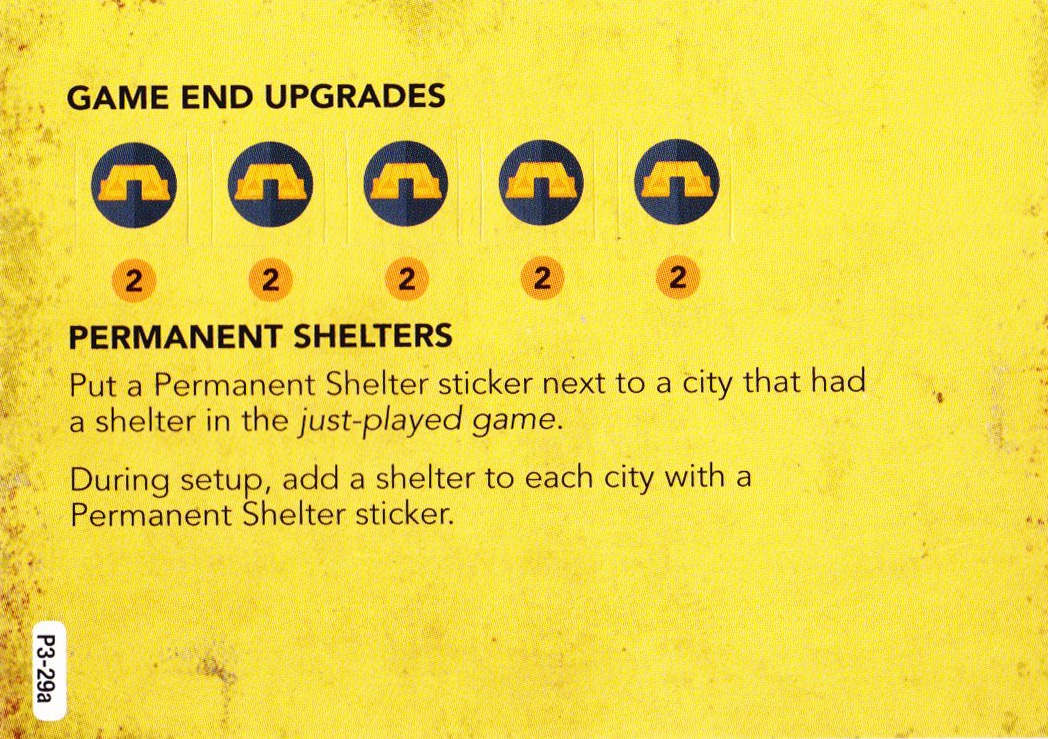 GAME END UPGRADES
2 2 2 2 2
PERMANENT SHELTERS
Put a Permanent Shelter sticker next to a city that had
a shelter in the just-played game.
During setup, add a shelter to each city with a
Permanent Shelter sticker.
P3-29a